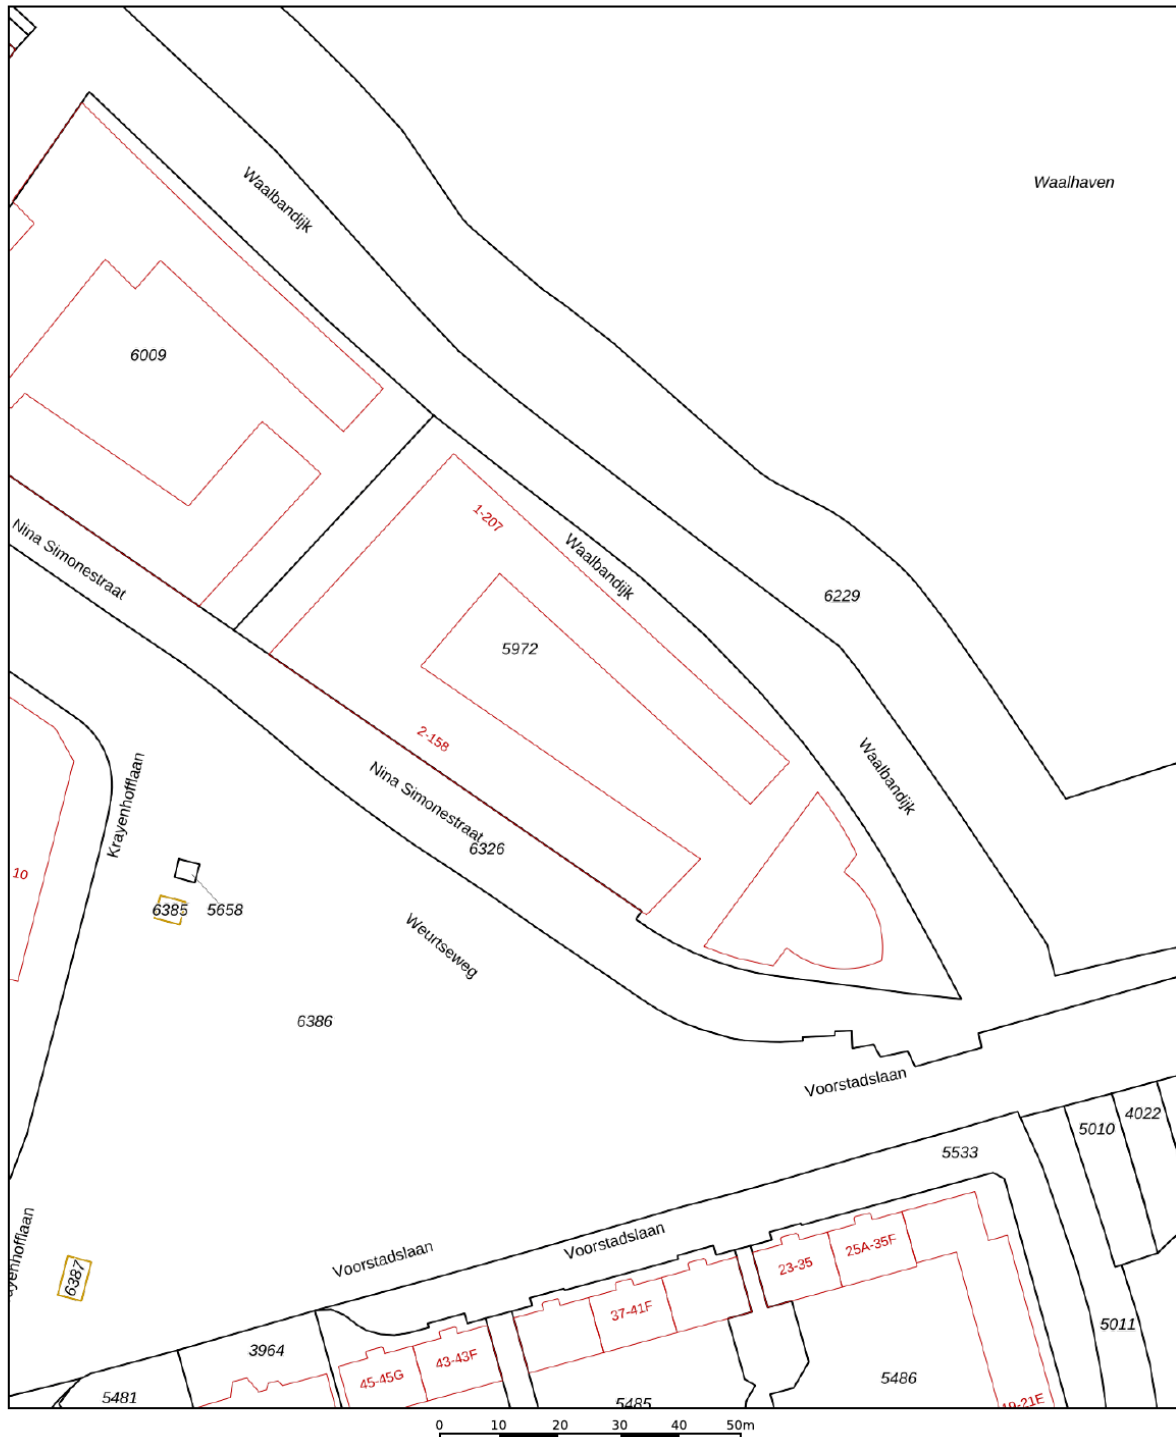 Waalbandijk
Waalhaven
6009
1-207
Nina Simonestraat
Waalbandijk
6229
5972
2-158
Krayenhofflaan
Nina Simonestraat
Waalbandijk
6326
10
6385
5658
Weurtseweg
6386
Voorstadslaan
4022
5010
5533
Voorstadslaan
Voorstadslaan
25A-35F
23-35
6387
37-41F
5011
3964
43-43F
45-45G
5486
5481
5485
19-21E
0 10 20 30 40 50m